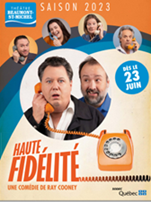 THÉÂTRE
BEAUMONT-
ST-MICHEL
SAISON 2023
DÈS LE
23
JUIN
HAUTE
FIDÉLITÉ
UNE COMÉDIE DE RAY COONEY
Québec